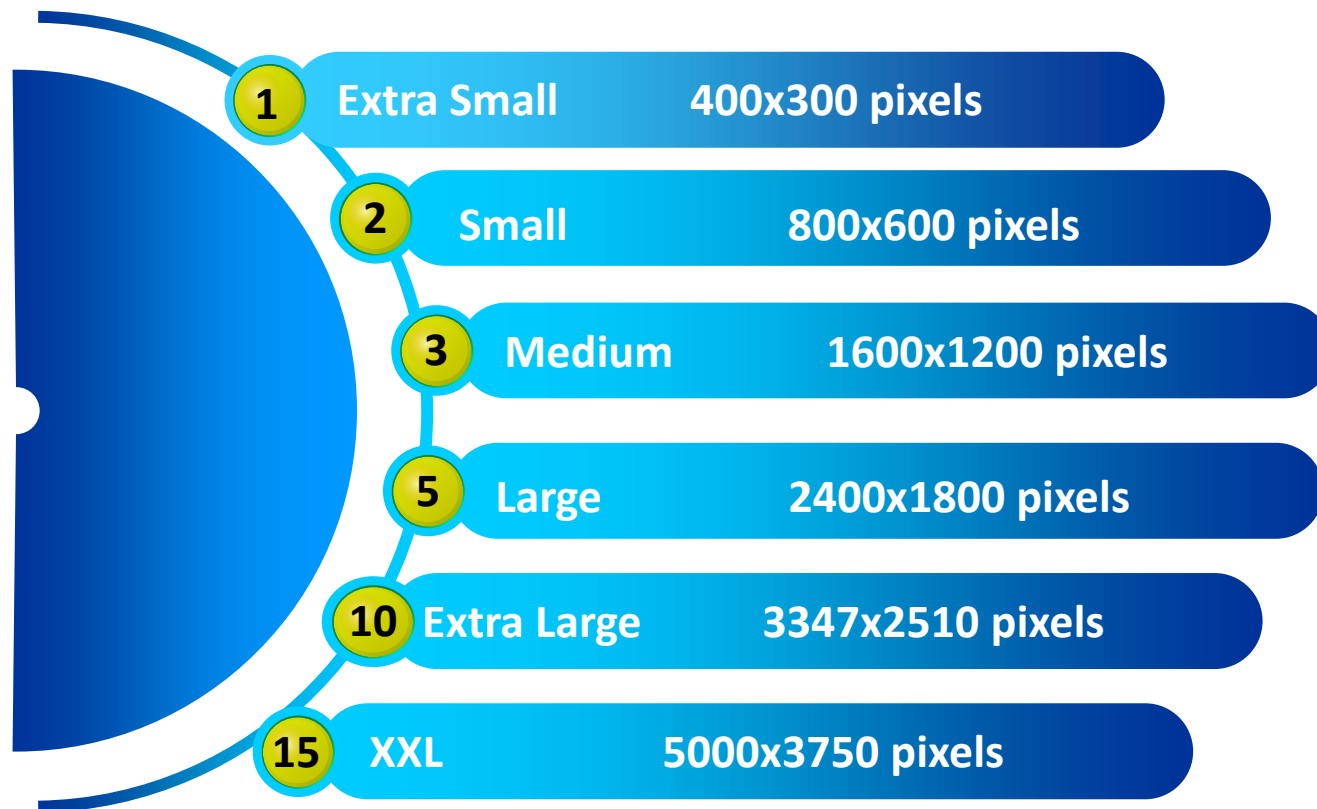 1 Extra Small 400x300 pixels
2 Small 800x600 pixels
3 Medium 1600x1200 pixels
5 Large 2400x1800 pixels
10 Extra Large 3347x2510 pixels
15 XXL 5000x3750 pixels